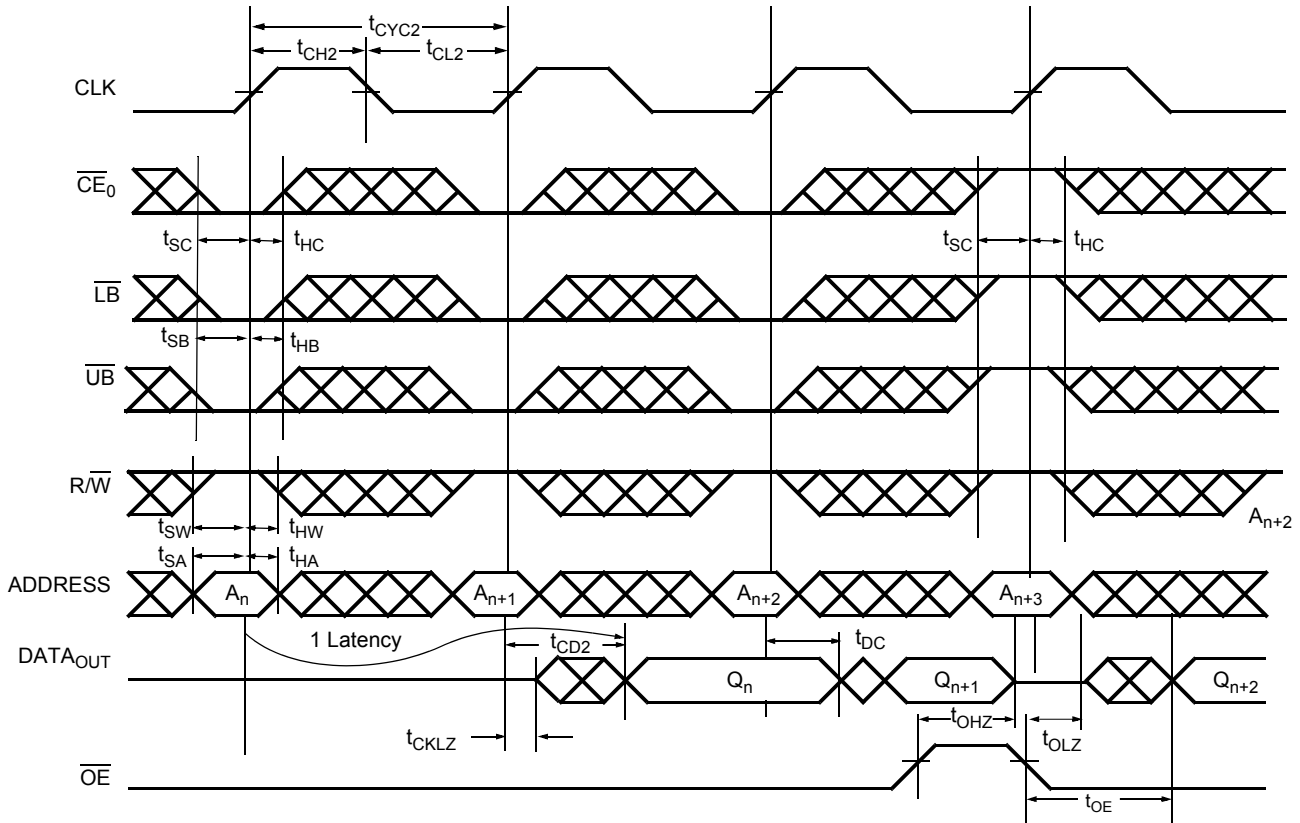 tCYC2
tCH2 tCL2
CLK
CE0
tSC tHC tSC tHC
LB
tSB tHB
UB
R/W
An+2
tSW tHW
tSA tHA
ADDRESS An An+1 An+2 An+3
1 Latency tCD2 tDC
DATAOUT Qn Qn+1 Qn+2
tOHZ
tCKLZ tOLZ
OE
tOE